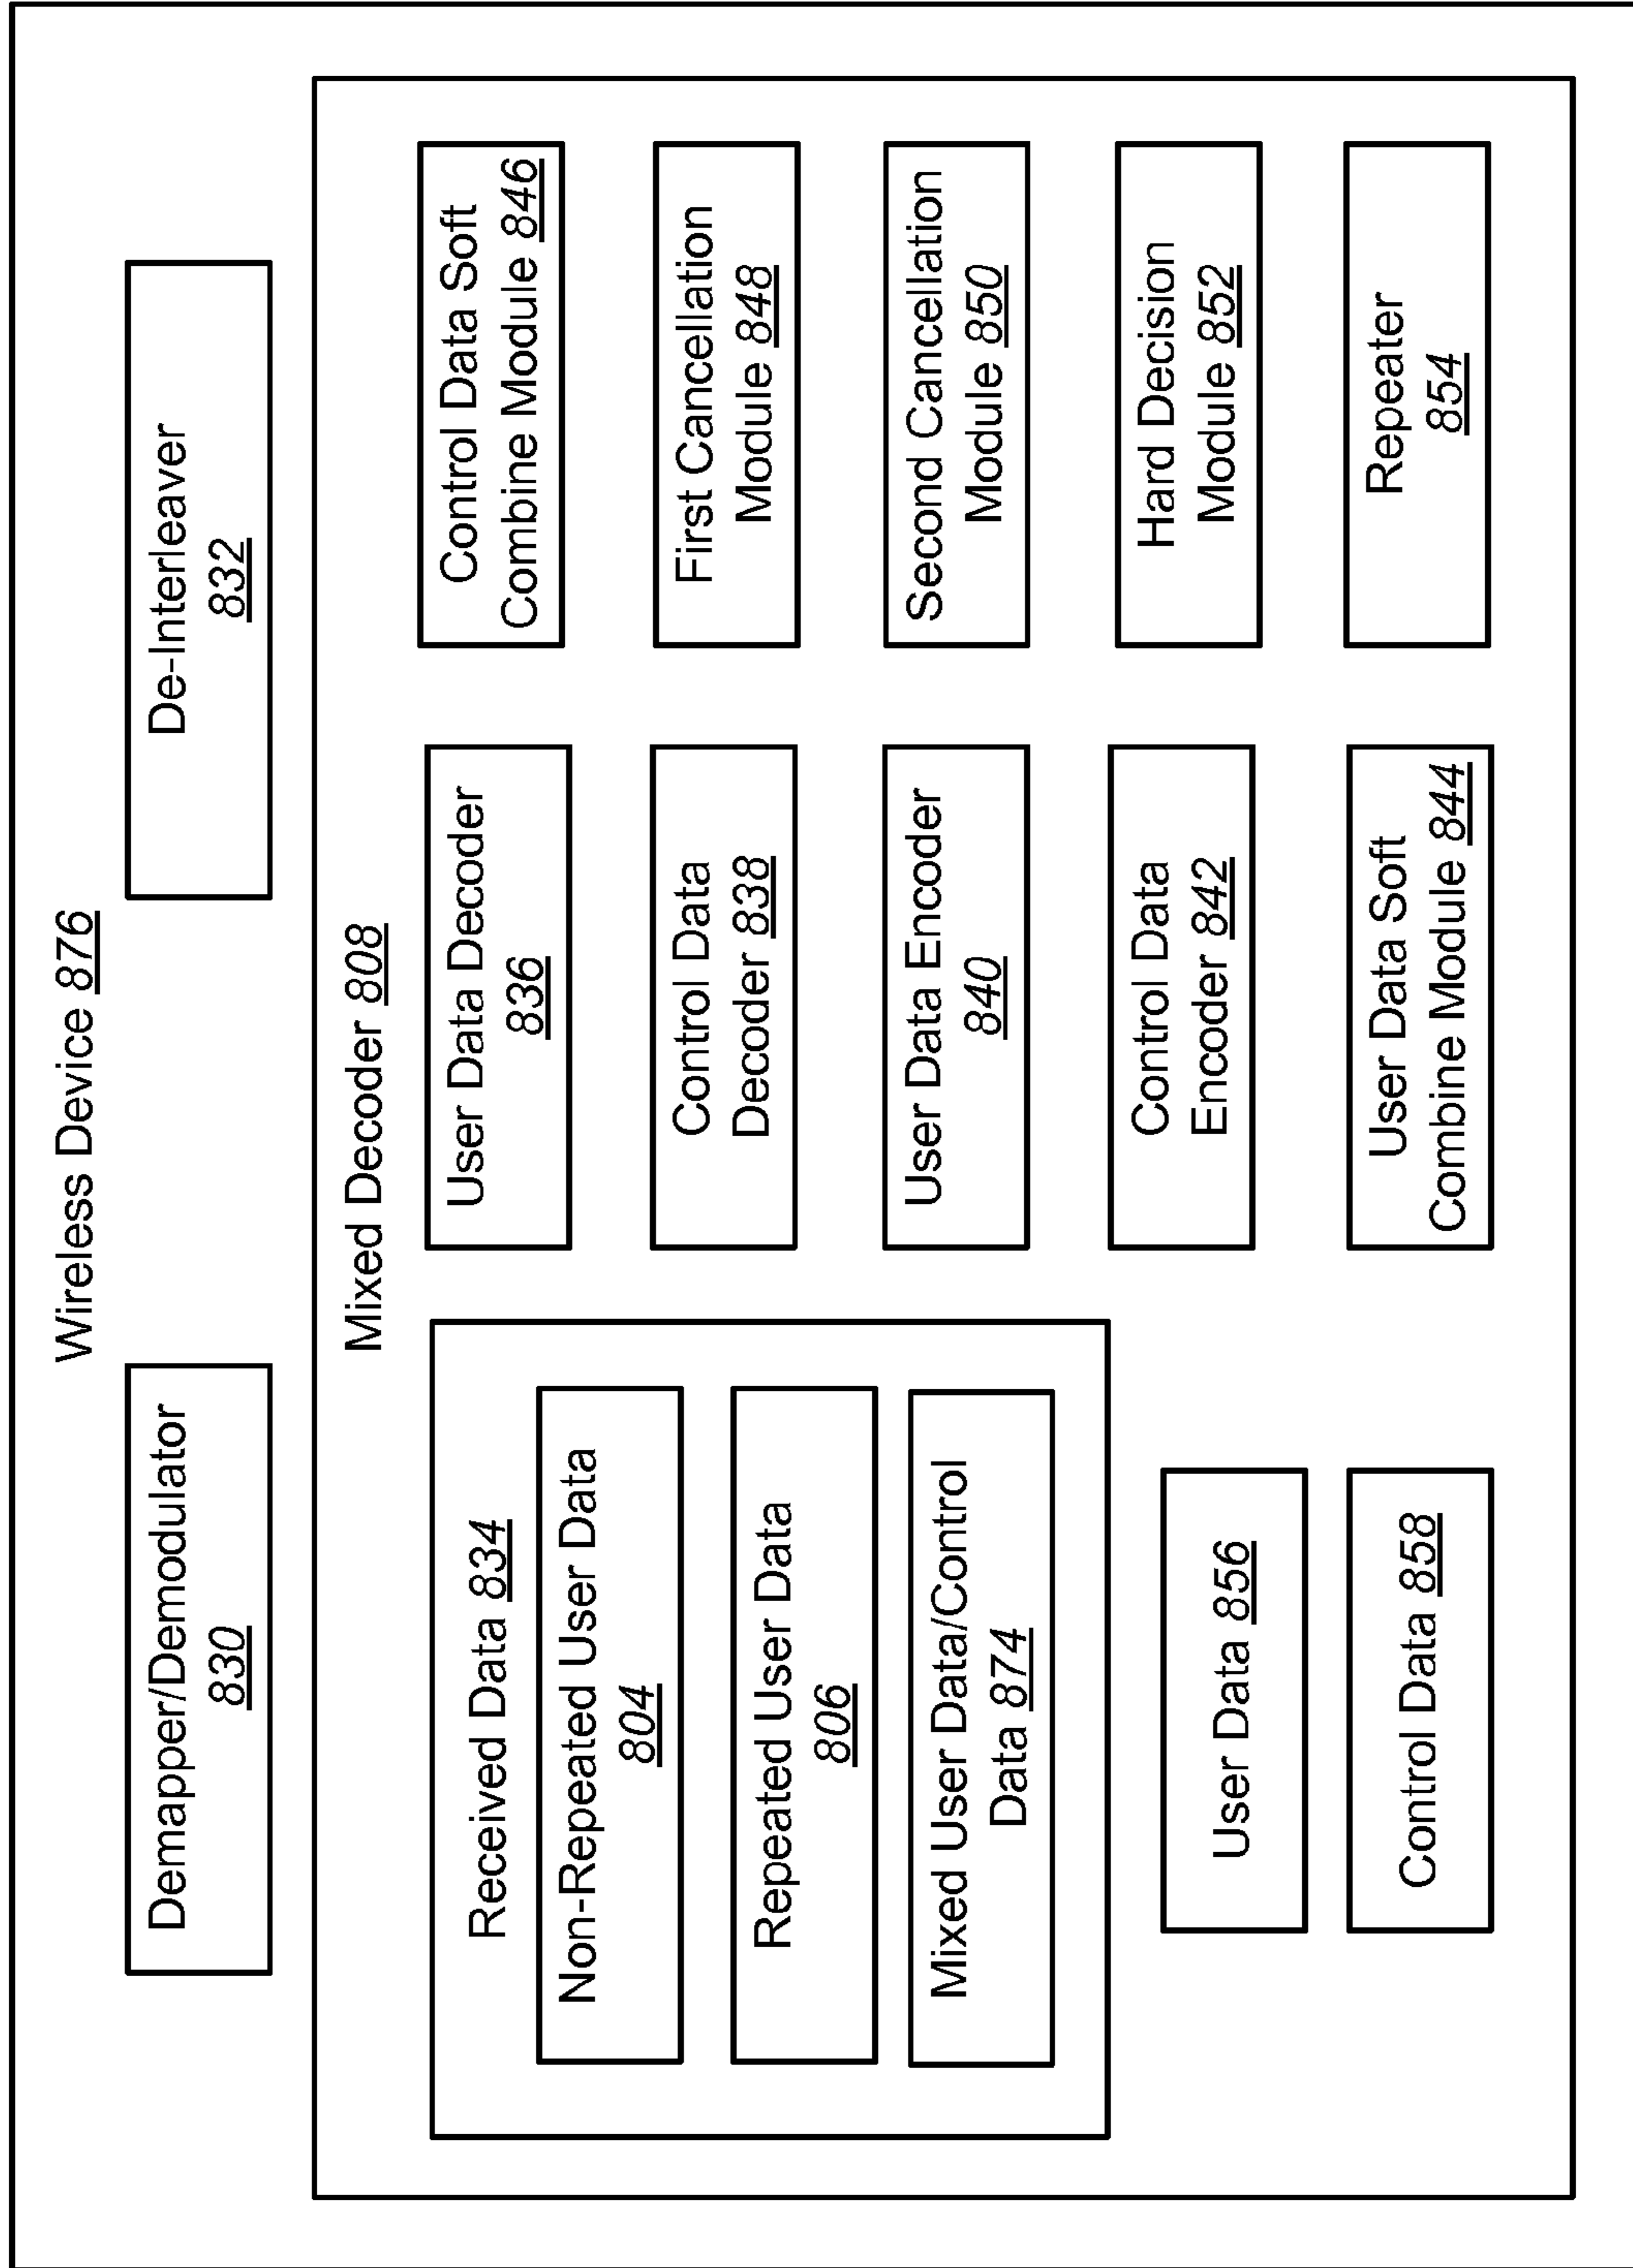 Wireless Device 876
Demapper/Demodulator
830
De-Interleaver
832
Mixed Decoder 808
Received Data 834
Non-Repeated User Data
804
Repeated User Data
806
Mixed User Data/Control
Data 874
User Data 856
Control Data 858
User Data Decoder
836
Control Data
Decoder 838
User Data Encoder
840
Control Data
Encoder 842
User Data Soft
Combine Module 844
Control Data Soft
Combine Module 846
First Cancellation
Module 848
Second Cancellation
Module 850
Hard Decision
Module 852
Repeater
854